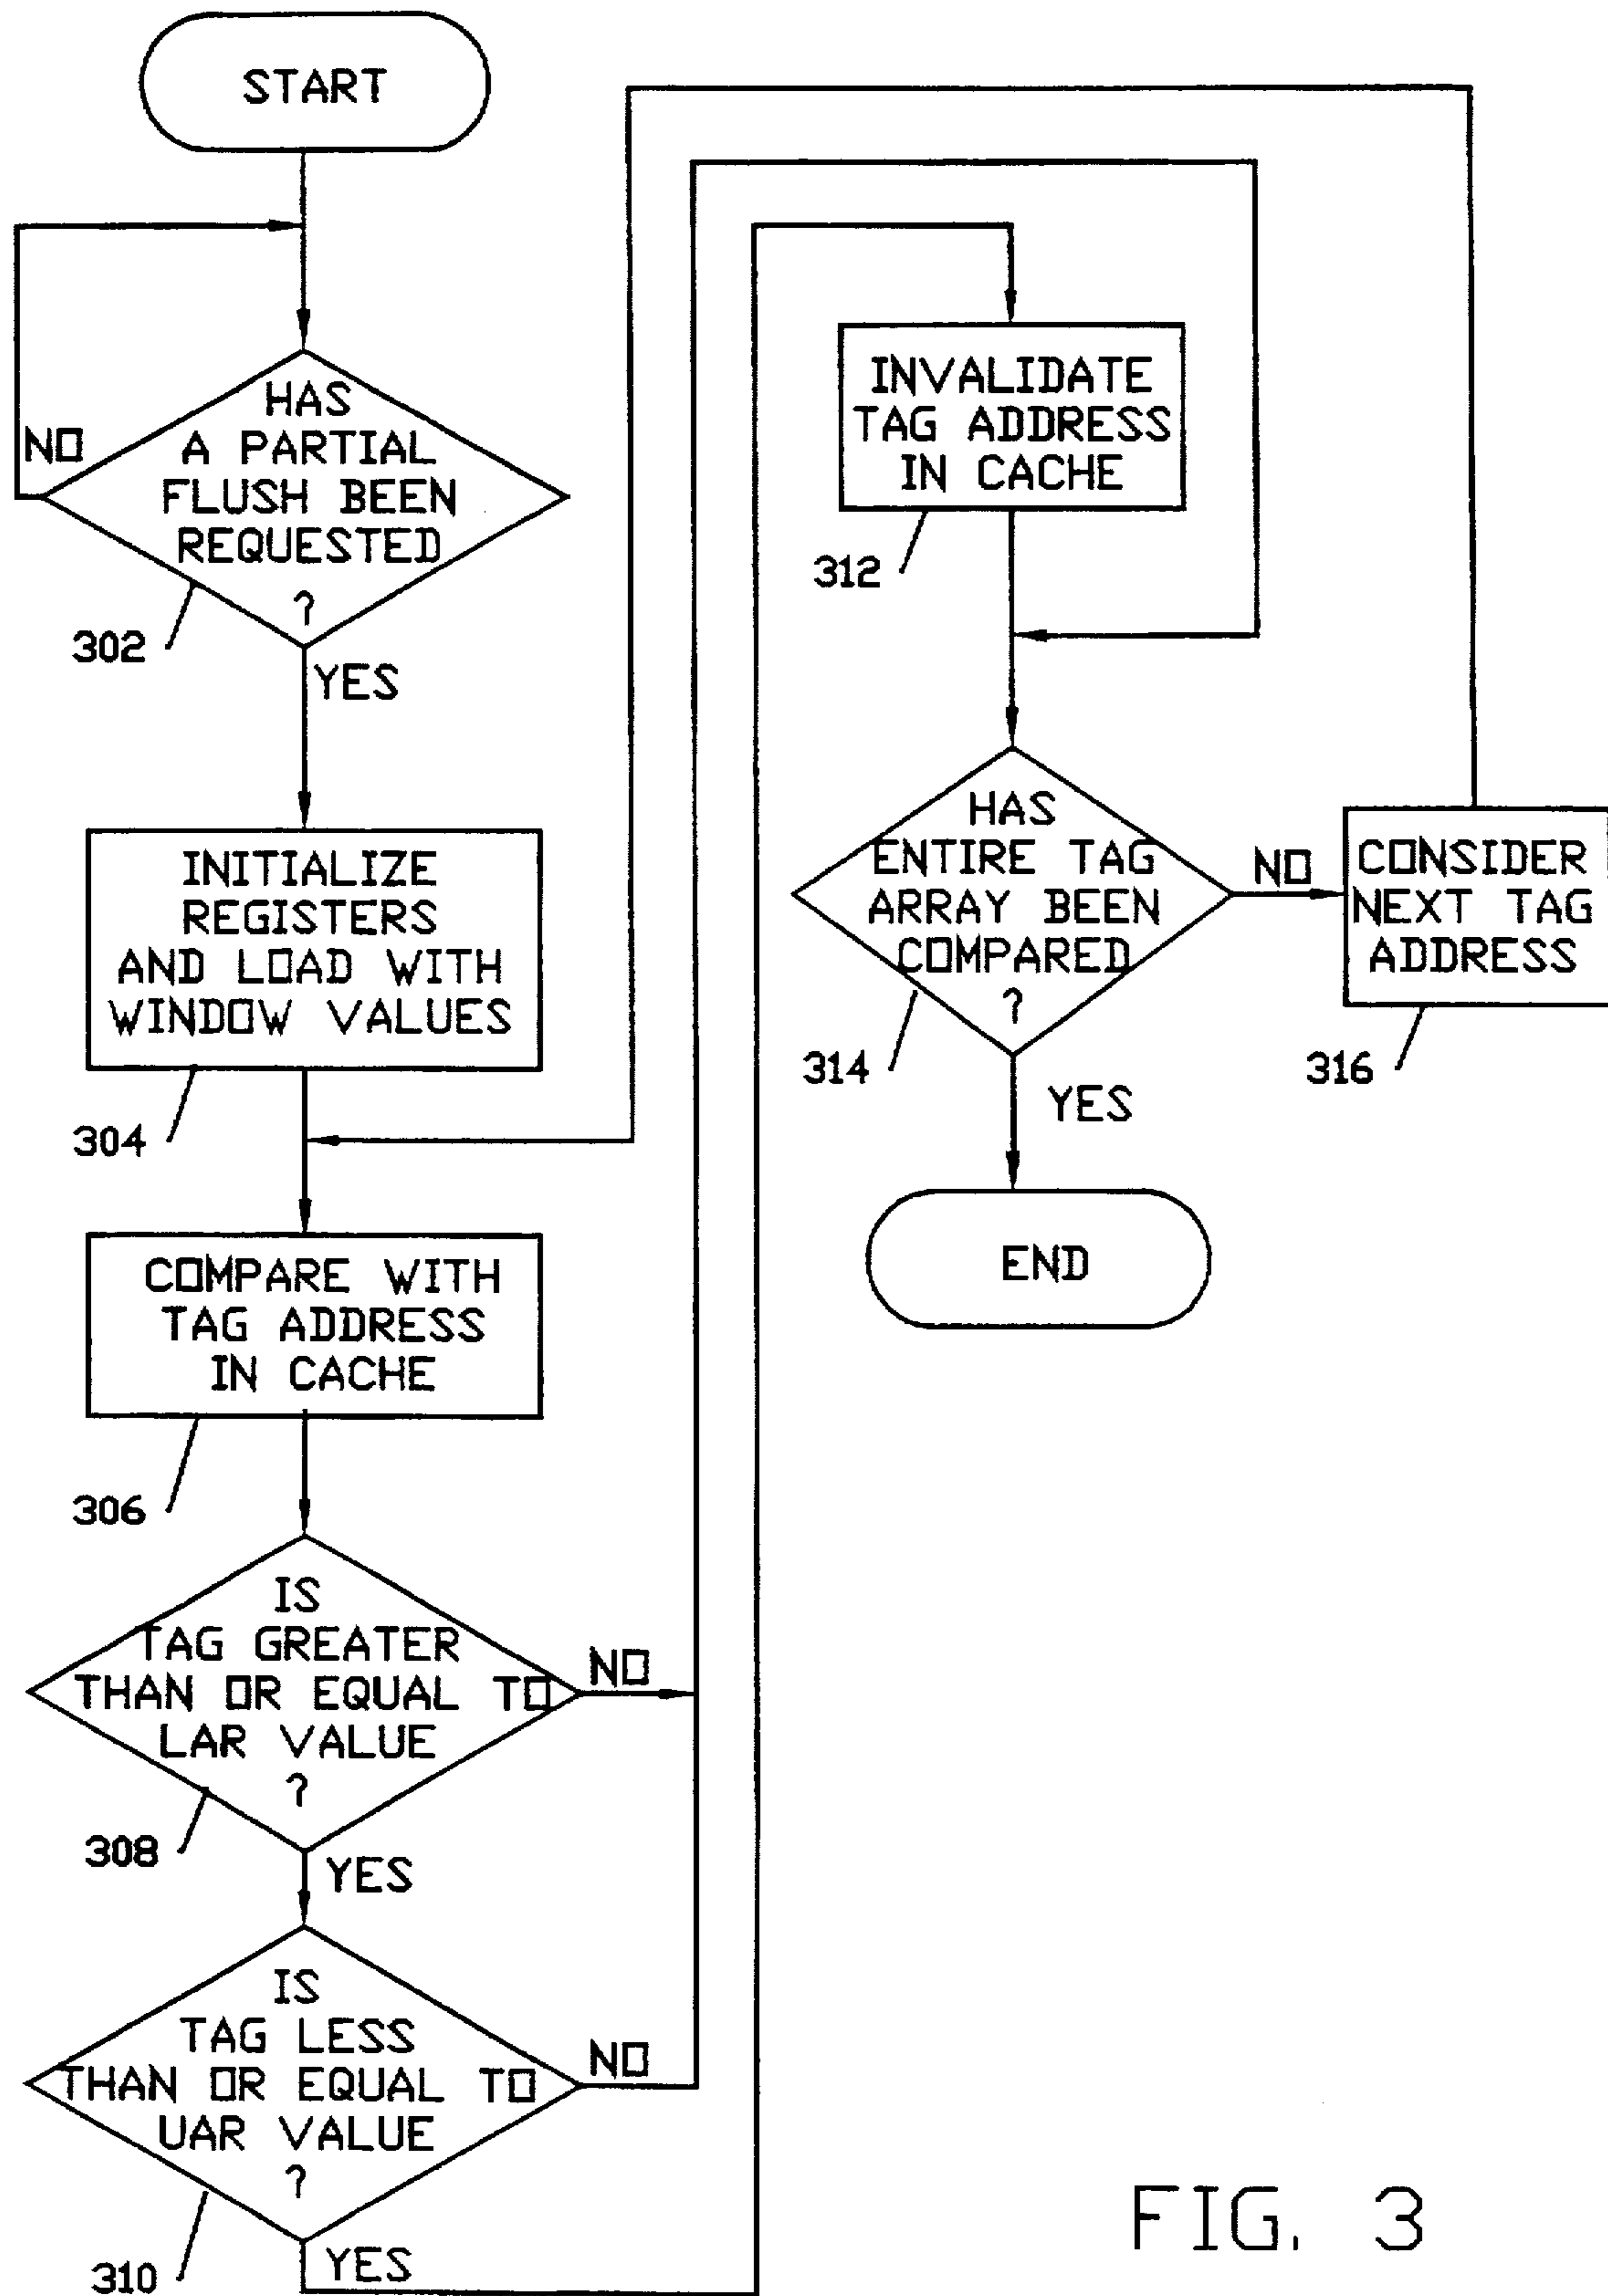 START
HAS
A PARTIAL
FLUSH BEEN
REQUESTED
?
NO
302
YES
INITIALIZE
REGISTERS
AND LOAD WITH
WINDOW VALUES
304
COMPARE WITH
TAG ADDRESS
IN CACHE
306
IS
TAG GREATER
THAN OR EQUAL TO
LAR VALUE
?
NO
308
YES
IS
TAG LESS
THAN OR EQUAL TO
UAR VALUE
?
NO
310
YES
INVALIDATE
TAG ADDRESS
IN CACHE
312
HAS
ENTIRE TAG
ARRAY BEEN
COMPARED
?
NO
314
YES
CONSIDER
NEXT TAG
ADDRESS
316
END
FIG. 3